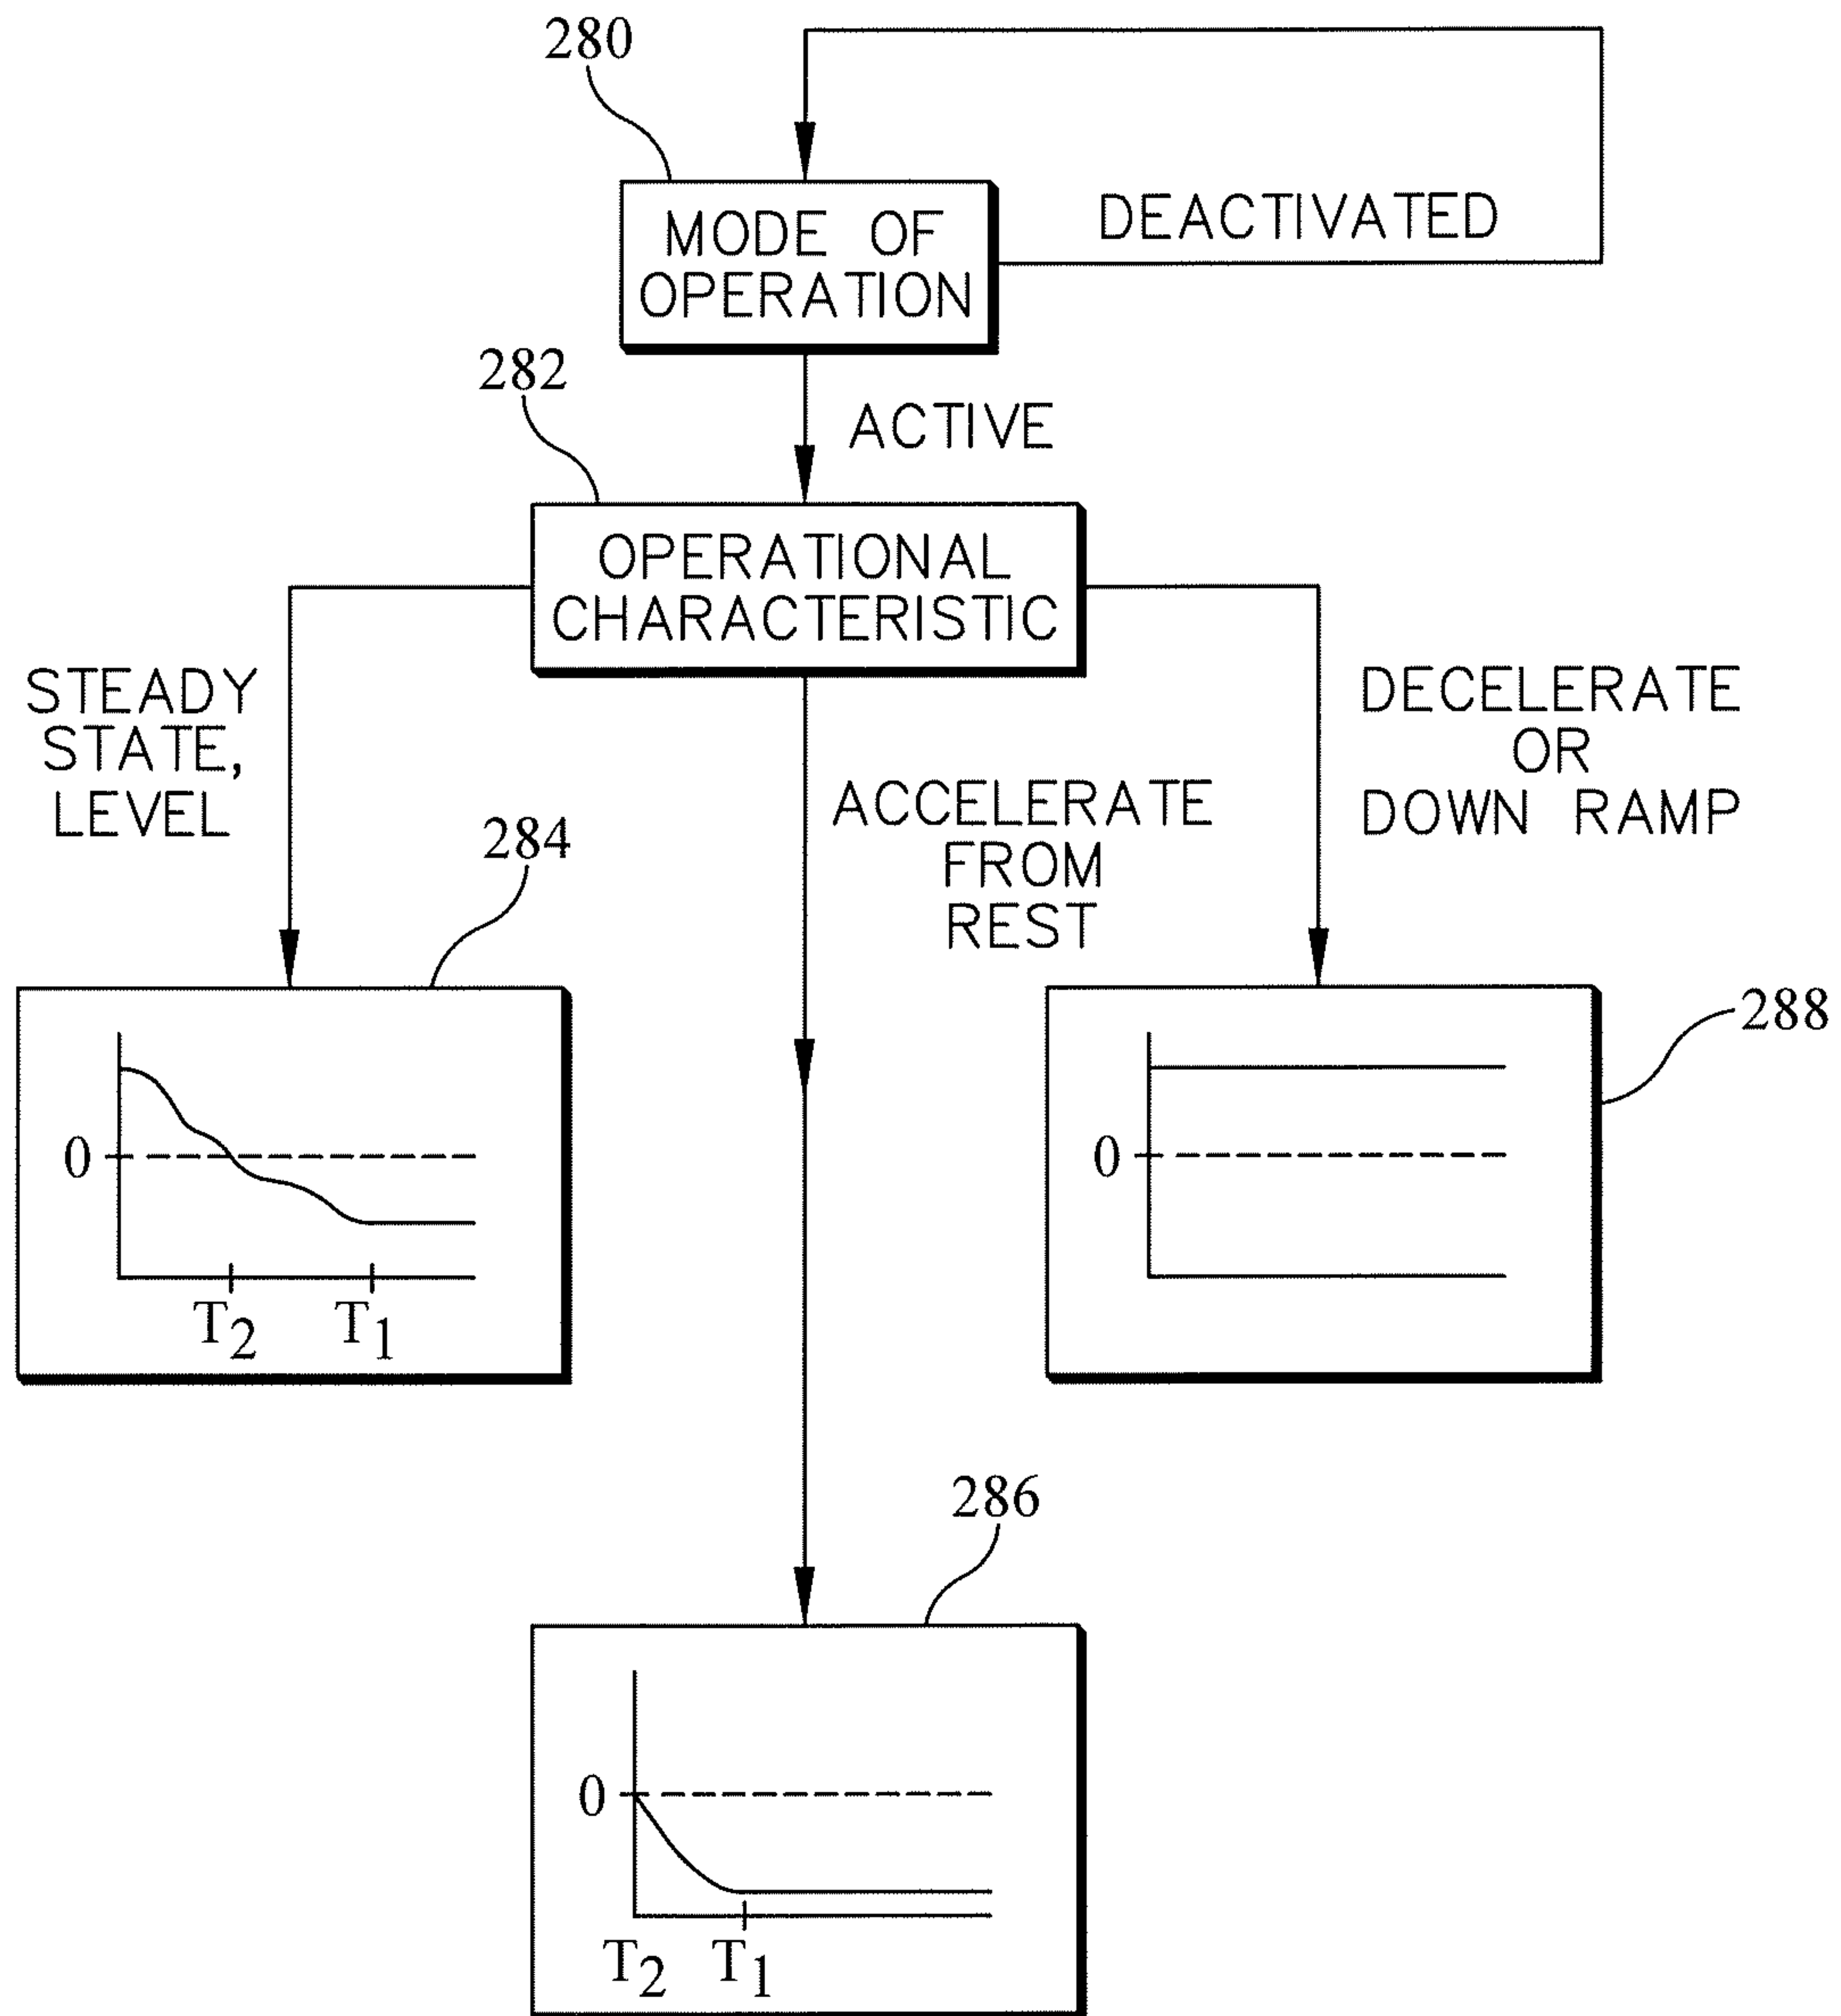 280
MODE OF
OPERATION
DEACTIVATED
282
ACTIVE
OPERATIONAL
CHARACTERISTIC
STEADY
STATE,
LEVEL
ACCELERATE
FROM
REST
DECELERATE
OR
DOWN RAMP
284
0
T2
T1
288
0
286
0
T2
T1